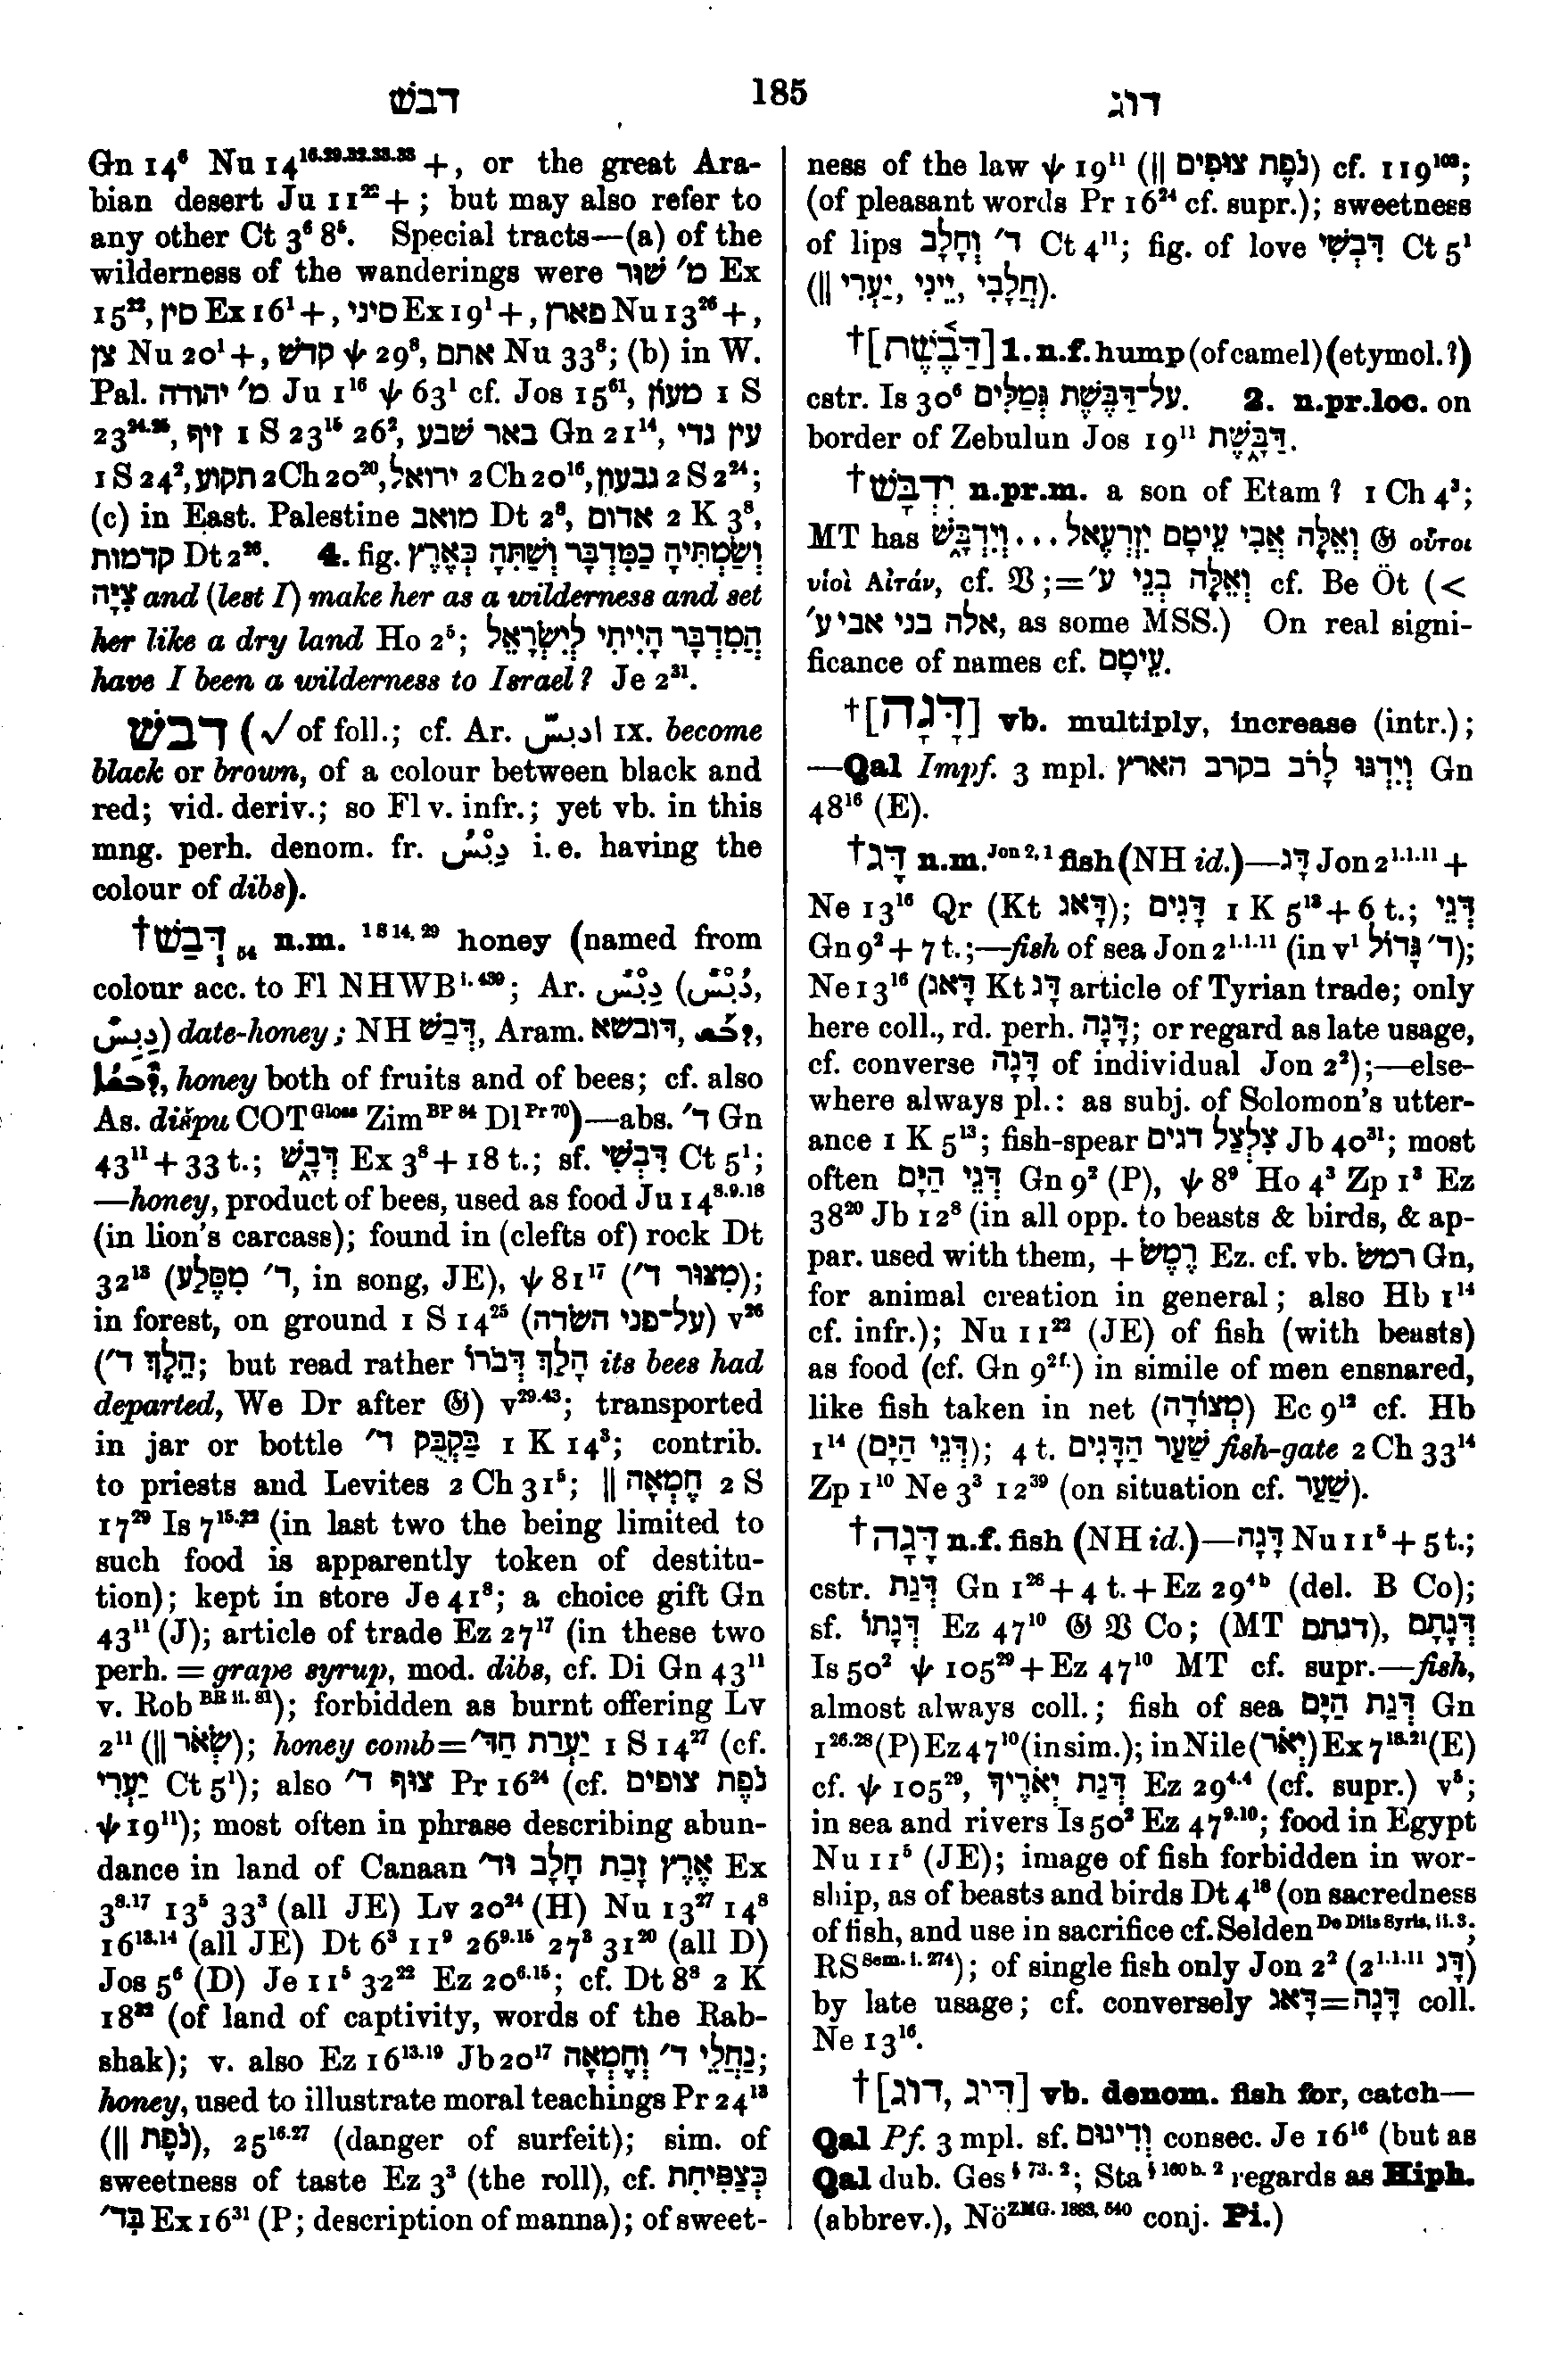 דבשׁ
185
דוג
Gn 14⁶ Nu 14¹⁶·²⁹·³²·³³·³³ +, or the great Ara-
bian desert Ju 11²² + ; but may also refer to
any other Ct 3⁶ 8⁵. Special tracts—(a) of the
wilderness of the wanderings were מ׳ שׁוּר Ex
15²², סין Ex 16¹ +, סיני Ex 19¹ +, פארן Nu 13²⁶ +,
צן Nu 20¹ +, קדשׁ ψ 29⁸, אתם Nu 33⁸; (b) in W.
Pal. מ׳ יהודה Ju 1¹⁶ ψ 63¹ cf. Jos 15⁶¹, מעון 1 S
23²⁴·²⁵, זיף 1 S 23¹⁵ 26², באר שׁבע Gn 21¹⁴, עין גדי
1 S 24², תקוע 2 Ch 20²⁰, ירואל 2 Ch 20¹⁶, גבעון 2 S 2²⁴;
(c) in East. Palestine מואב Dt 2⁸, אדום 2 K 3⁸,
קדמות Dt 2²⁶. 4. fig. וְשַׂמְתִּיהָ כַמִּדְבָּר וְשַׁתִּהָ כְּאֶרֶץ
צִיָּה and (lest I) make her as a wilderness and set
her like a dry land Ho 2⁵; הֲמִדְבָּר הָיִיתִי לְיִשְׂרָאֵל
have I been a wilderness to Israel? Je 2³¹.
דבשׁ (√ of foll.; cf. Ar. ادبسّ IX. become
black or brown, of a colour between black and
red; vid. deriv.; so Fl v. infr.; yet vb. in this
mng. perh. denom. fr. دِبْسٌ i.e. having the
colour of dibs).
†דְּבַשׁ ₅₄ n.m. ¹ ˢ ¹⁴, ²⁹ honey (named from
colour acc. to Fl NHWB i. 439; Ar. دِبْسٌ (دُبْسٌ,
دِبِسٌ) date-honey; NH דְּבַשׁ, Aram. דּוּבשא,
honey both of fruits and of bees; cf. also
As. dišpu COT Gloss Zim BP 84 Dl Pr 70)—abs. ד׳ Gn
43¹¹ + 33 t.; דְּבָ֑שׁ Ex 3⁸ + 18 t.; sf. דִּבְשִׁי Ct 5¹;
—honey, product of bees, used as food Ju 14⁸·⁹·¹⁸
(in lion's carcass); found in (clefts of) rock Dt
32¹³ (ד׳ מִסֶּלַע, in song, JE), ψ 81¹⁷ (מִצּוּר ד׳);
in forest, on ground 1 S 14²⁵ (על־פני השׂדה) v²⁶
(הֵלֶךְ ד׳; but read rather הָלַךְ דְּבֹרוֹ its bees had
departed, We Dr after 𝔊) v²⁹·⁴³; transported
in jar or bottle בַּקְבֻּק ד׳ 1 K 14³; contrib.
to priests and Levites 2 Ch 31⁵; || חֶמְאָה 2 S
17²⁹ Is 7¹⁵·²² (in last two the being limited to
such food is apparently token of destitu-
tion); kept in store Je 41⁸; a choice gift Gn
43¹¹ (J); article of trade Ez 27¹⁷ (in these two
perh. = grape syrup, mod. dibs, cf. Di Gn 43¹¹
v. Rob BR ii. 81); forbidden as burnt offering Lv
2¹¹ (|| שְׂאֹר); honey comb = יַעְרַת הַדּ׳ 1 S 14²⁷ (cf.
יַעְרִי Ct 5¹); also צוּף ד׳ Pr 16²⁴ (cf. נֹפֶת צופים
ψ 19¹¹); most often in phrase describing abun-
dance in land of Canaan אֶרֶץ זָבַת חָלָב וּד׳ Ex
3⁸·¹⁷ 13⁵ 33³ (all JE) Lv 20²⁴ (H) Nu 13²⁷ 14⁸
16¹³·¹⁴ (all JE) Dt 6³ 11⁹ 26⁹·¹⁵ 27³ 31²⁰ (all D)
Jos 5⁶ (D) Je 11⁵ 32²² Ez 20⁶·¹⁵; cf. Dt 8⁸ 2 K
18³² (of land of captivity, words of the Rab-
shak); v. also Ez 16¹³·¹⁹ Jb 20¹⁷ נַחֲלֵי ד׳ וְחֶמְאָה;
honey, used to illustrate moral teachings Pr 24¹³
(|| נֹפֶת), 25¹⁶·²⁷ (danger of surfeit); sim. of
sweetness of taste Ez 3³ (the roll), cf. כְּצַפִּיחִת
בִּד׳ Ex 16³¹ (P; description of manna); of sweet-
ness of the law ψ 19¹¹ (|| נֹפֶת צוּפִים) cf. 119¹⁰³;
(of pleasant words Pr 16²⁴ cf. supr.); sweetness
of lips ד׳ וְחָלָב Ct 4¹¹; fig. of love דִּבְשִׁי Ct 5¹
(|| חֲלָבִי, יֵינִי, יַעְרִי).
†[דַּבֶּ֫שֶׁת] 1. n.f. hump (of camel) (etymol.?)
cstr. Is 30⁶ עַל־דַּבֶּשֶׁת גְּמַלִּים. 2. n.pr.loc. on
border of Zebulun Jos 19¹¹ דַּבָּ֑שֶׁת.
†יִדְבָּשׁ n.pr.m. a son of Etam? 1 Ch 4³;
MT has וְאֵלֶּה אֲבִי עֵיטָם יִזְרְעֶאל ... וְיִדְבָּ֑שׁ 𝔊 οὗτοι
υἱοὶ Αἰτάν, cf. 𝔙; = וְאֵלֶּה בְנֵי ע׳ cf. Be Öt (<
אלה בני אבי ע׳, as some MSS.) On real signi-
ficance of names cf. עֵיטָם.
†[דָּגָה] vb. multiply, increase (intr.);
—Qal Impf. 3 mpl. וְיִדְגּוּ לָרֹב בקרב הארץ Gn
48¹⁶ (E).
†דָּג n.m. Jon 2, 1 fish (NH id.)—דָּג Jon 2¹·¹·¹¹ +
Ne 13¹⁶ Qr (Kt דָּאג); דָּגִים 1 K 5¹³ + 6 t.; דְּגֵי
Gn 9² + 7 t.;—fish of sea Jon 2¹·¹·¹¹ (in v¹ ד׳ גָּדוֹל);
Ne 13¹⁶ (דָּאג Kt דָּג article of Tyrian trade; only
here coll., rd. perh. דָּגָה; or regard as late usage,
cf. converse דָּגָה of individual Jon 2²);—else-
where always pl.: as subj. of Solomon's utter-
ance 1 K 5¹³; fish-spear צִלְצַל דגים Jb 40³¹; most
often דְּגֵי הַיָּם Gn 9² (P), ψ 8⁹ Ho 4³ Zp 1³ Ez
38²⁰ Jb 12⁸ (in all opp. to beasts & birds, & ap-
par. used with them, + רֶמֶשׂ Ez. cf. vb. רמשׂ Gn,
for animal creation in general; also Hb 1¹⁴
cf. infr.); Nu 11²² (JE) of fish (with beasts)
as food (cf. Gn 9²ᶠ·) in simile of men ensnared,
like fish taken in net (מְצוֹדָה) Ec 9¹² cf. Hb
1¹⁴ (דְּגֵי הַיָּם); 4 t. שַׁעַר הַדָּגִים fish-gate 2 Ch 33¹⁴
Zp 1¹⁰ Ne 3³ 12³⁹ (on situation cf. שַׁעַר).
†דָּגָה n.f. fish (NH id.)—דָּגָה Nu 11⁵ + 5 t.;
cstr. דְּגַת Gn 1²⁶ + 4 t. + Ez 29⁴ᵇ (del. B Co);
sf. דְּגָתוֹ Ez 47¹⁰ 𝔊 𝔙 Co; (MT דגתם), דְּגָתָם
Is 50² ψ 105²⁹ + Ez 47¹⁰ MT cf. supr.—fish,
almost always coll.; fish of sea דְּגַת הַיָּם Gn
1²⁶·²⁸ (P) Ez 47¹⁰ (in sim.); in Nile (יְאֹר) Ex 7¹⁸·²¹ (E)
cf. ψ 105²⁹, דְּגַת יְאֹרֶיךָ Ez 29⁴·⁴ (cf. supr.) v⁵;
in sea and rivers Is 50² Ez 47⁹·¹⁰; food in Egypt
Nu 11⁵ (JE); image of fish forbidden in wor-
ship, as of beasts and birds Dt 4¹⁸ (on sacredness
of fish, and use in sacrifice cf. Selden De Diis Syris, ii. 3;
RS Sem. i. 274); of single fish only Jon 2² (2¹·¹·¹¹ דָּג)
by late usage; cf. conversely דָּגָה=דָּאג coll.
Ne 13¹⁶.
†[דִּיג, דוג] vb. denom. fish for, catch—
Qal Pf. 3 mpl. sf. וְדִיגוּם consec. Je 16¹⁶ (but as
Qal dub. Ges § 73. 2; Sta § 160 b. 2 regards as Hiph.
(abbrev.), Nö ZMG. 1883, 540 conj. Pi.)